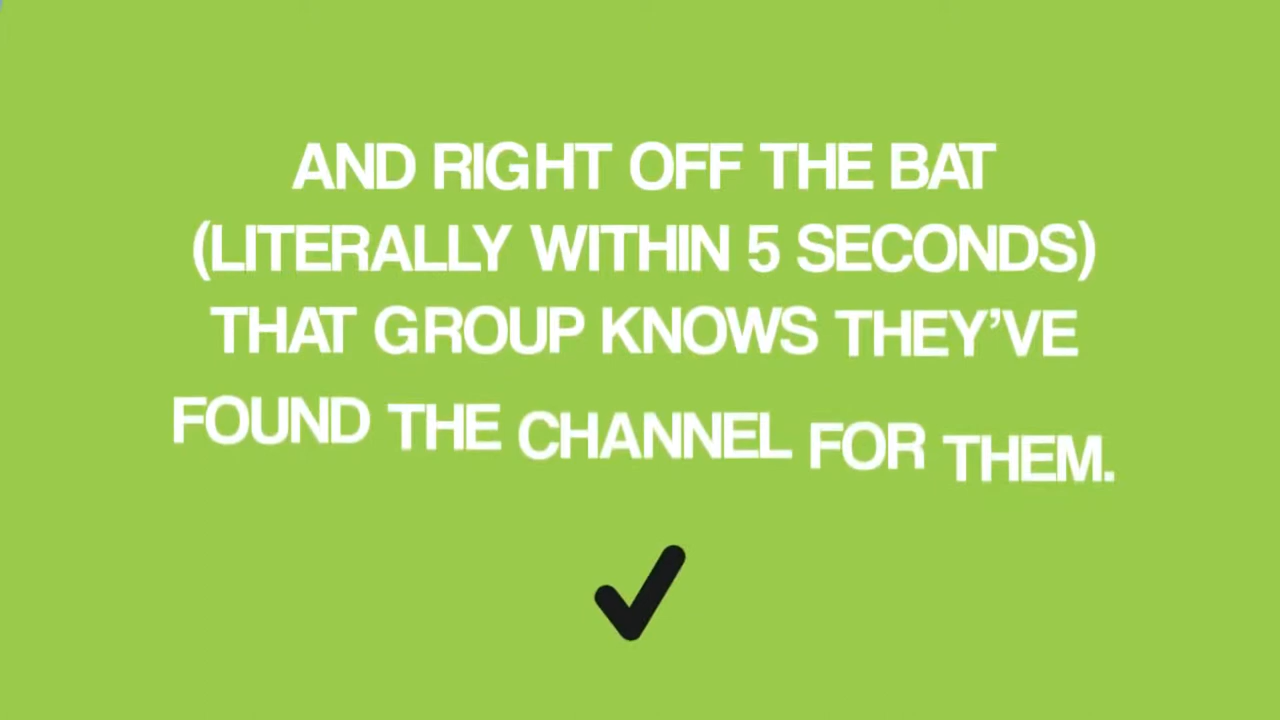 AND RIGHT OFF THE BAT
(LITERALLY WITHIN 5 SECONDS)
THAT GROUP KNOWS THEY’VE
FOUND THE CHANNEL FOR THEM.